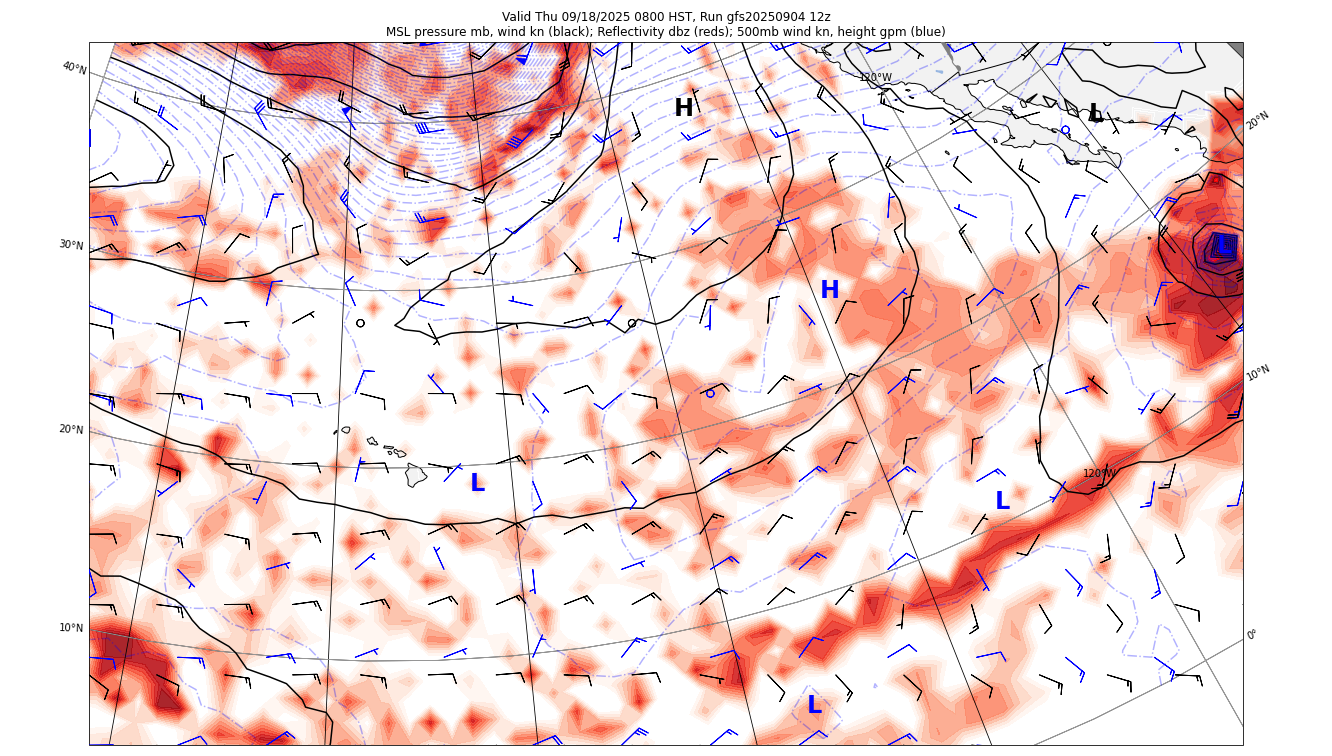 Valid Thu 09/18/2025 0800 HST, Run gfs20250904 12z
MSL pressure mb, wind kn (black); Reflectivity dbz (reds); 500mb wind kn, height gpm (blue)
40°N
120°W
H
L
20°N
30°N
H
10°N
20°N
L
120°W
L
10°N
0°
L